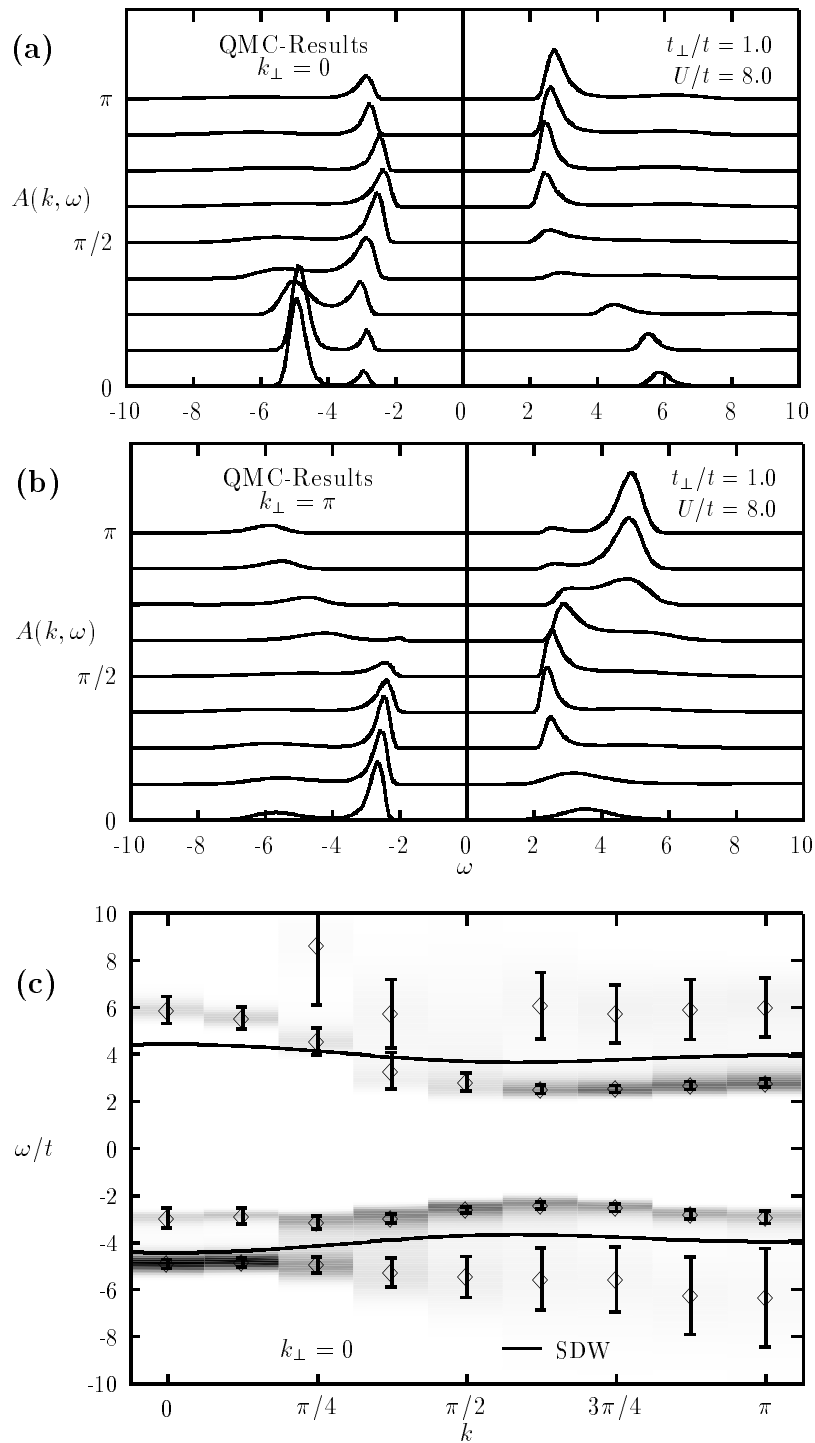 (a)
QMC-Results
k⊥ = 0
t⊥/t = 1.0
U/t = 8.0
π
A(k, ω)
π/2
0
-10 -8 -6 -4 -2 0 2 4 6 8 10
(b)
QMC-Results
k⊥ = π
t⊥/t = 1.0
U/t = 8.0
π
A(k, ω)
π/2
0
-10 -8 -6 -4 -2 0 2 4 6 8 10
ω
(c)
10
8
6
4
2
ω/t
0
-2
-4
-6
-8
-10
k⊥ = 0
SDW
0 π/4 π/2 3π/4 π
k